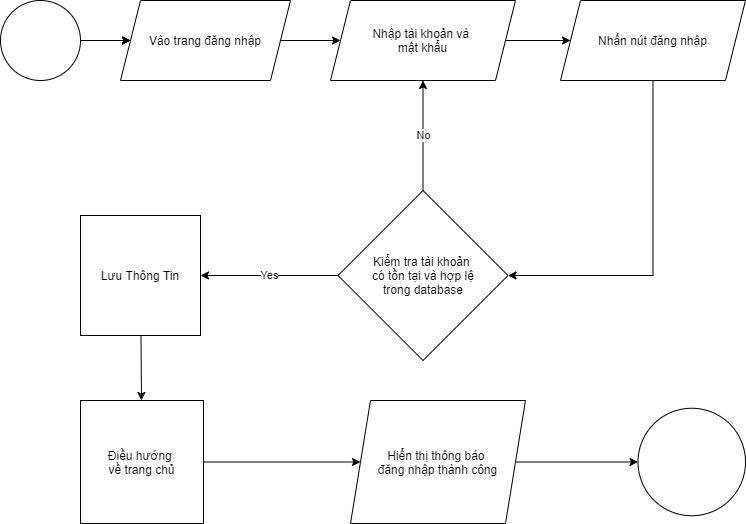 Vào trang đăng nhập
Nhập tài khoản và
mật khẩu
Nhấn nút đăng nhập
No
Kiểm tra tài khoản
có tồn tại và hợp lệ
trong database
Yes
Lưu Thông Tin
Điều hướng
về trang chủ
Hiển thị thông báo
đăng nhập thành công